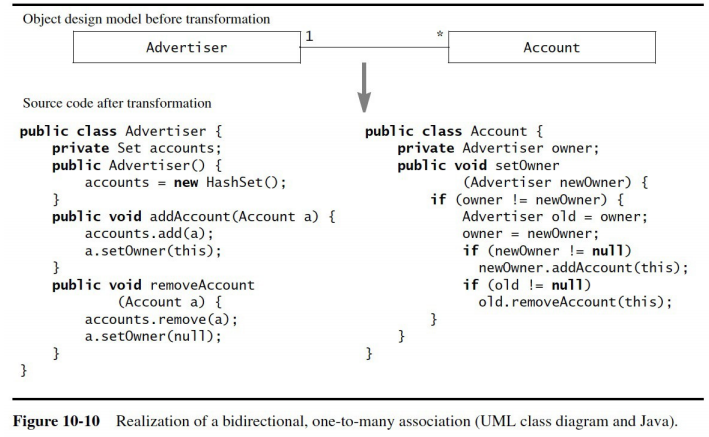 Object design model before transformation
Advertiser
1
*
Account
Source code after transformation
public class Advertiser {
private Set accounts;
public Advertiser() {
accounts = new HashSet();
}
public void addAccount(Account a) {
accounts.add(a);
a.setOwner(this);
}
public void removeAccount
(Account a) {
accounts.remove(a);
a.setOwner(null);
}
}
public class Account {
private Advertiser owner;
public void setOwner
(Advertiser newOwner) {
if (owner != newOwner) {
Advertiser old = owner;
owner = newOwner;
if (newOwner != null)
newOwner.addAccount(this);
if (old != null)
old.removeAccount(this);
}
}
}
Figure 10-10 Realization of a bidirectional, one-to-many association (UML class diagram and Java).